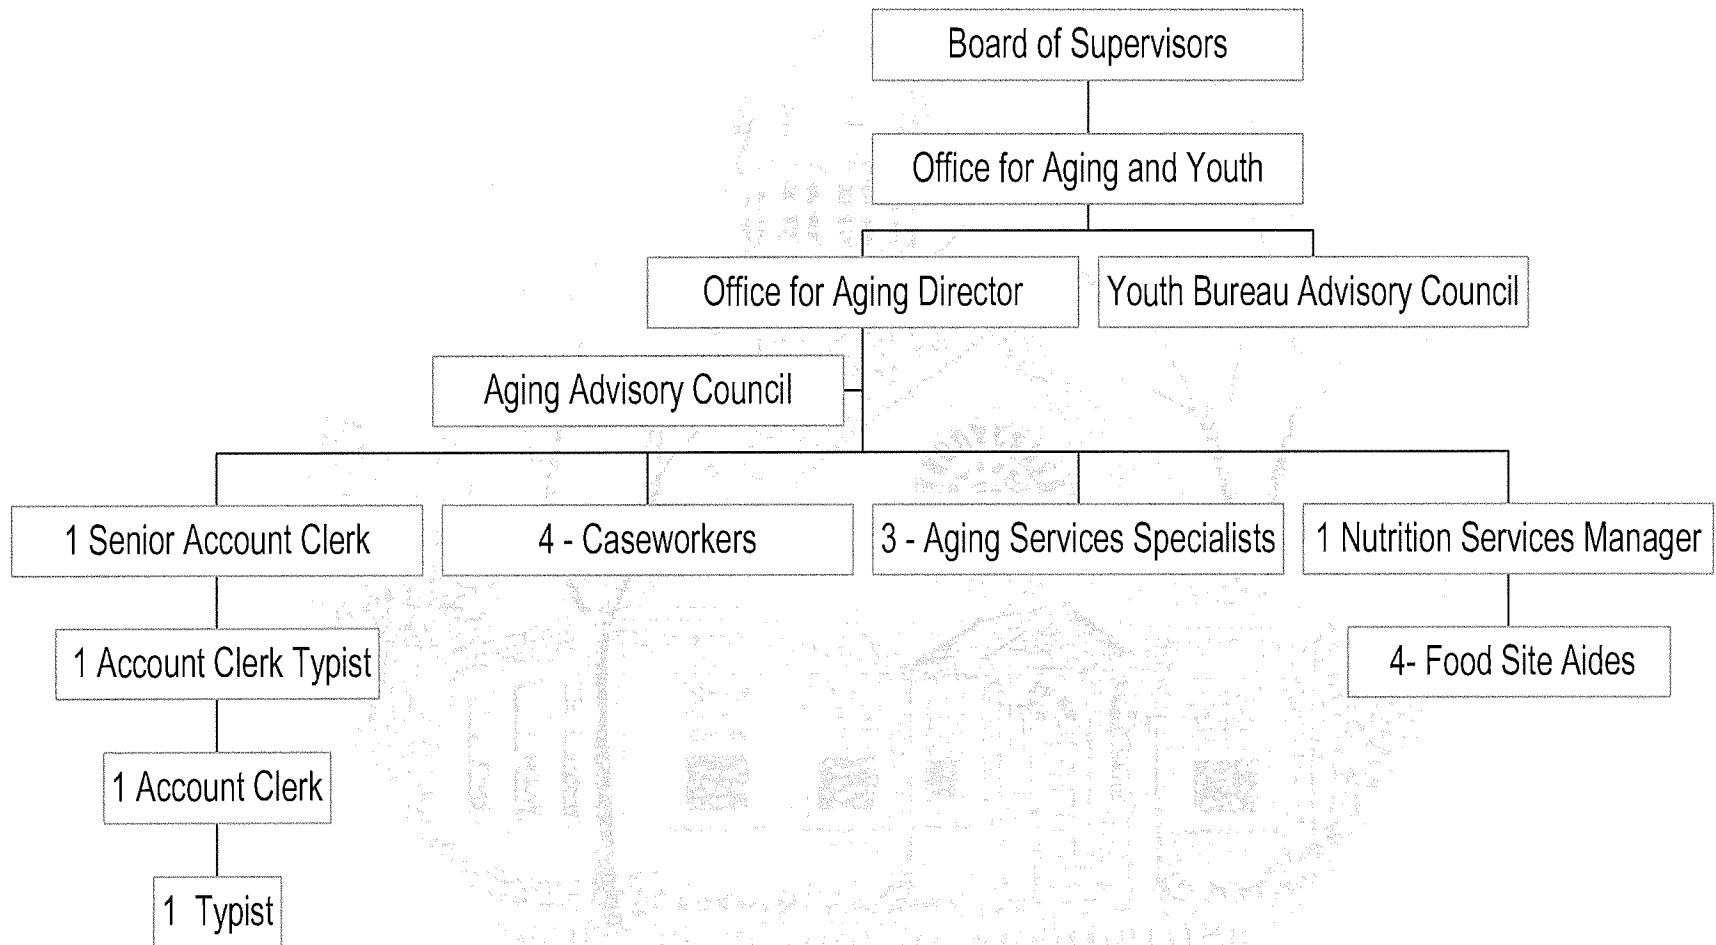 Board of Supervisors
Office for Aging and Youth
Office for Aging Director
Youth Bureau Advisory Council
Aging Advisory Council
1 Senior Account Clerk
4 - Caseworkers
3 - Aging Services Specialists
1 Nutrition Services Manager
1 Account Clerk Typist
4- Food Site Aides
1 Account Clerk
1 Typist